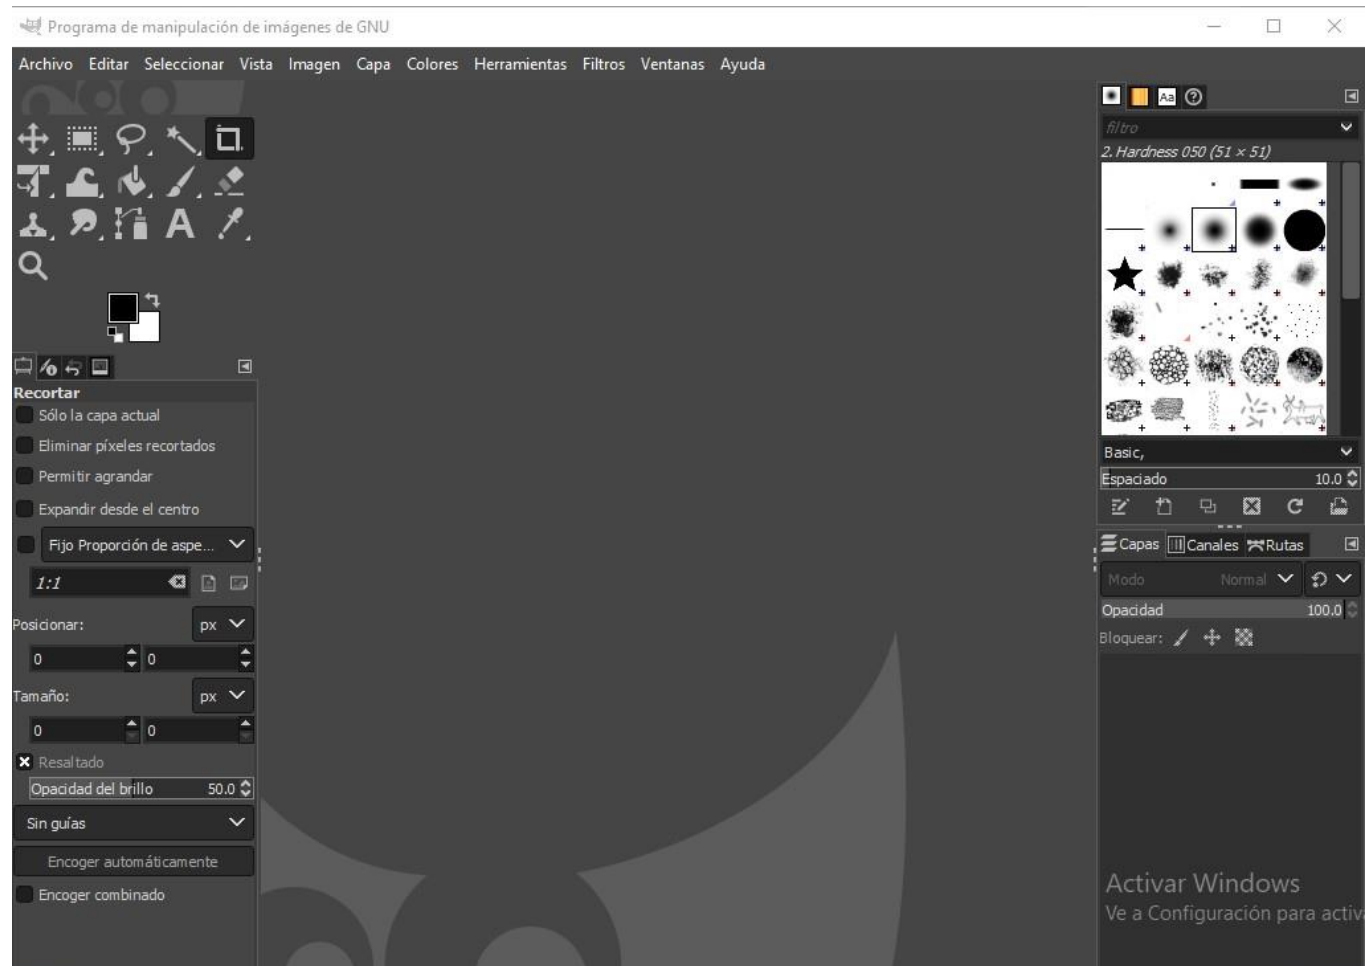 Programa de manipulación de imágenes de GNU
Archivo Editar Seleccionar Vista Imagen Capa Colores Herramientas Filtros Ventanas Ayuda
Aa
filtro
2. Hardness 050 (51 × 51)
A
Recortar
Sólo la capa actual
Eliminar píxeles recortados
Permitir agrandar
Expandir desde el centro
Fijo Proporción de aspe...
1:1
Posicionar: px
0 0
Tamaño: px
0 0
Resaltado
Opacidad del brillo 50.0
Sin guías
Encoger automáticamente
Encoger combinado
Basic,
Espaciado 10.0
Capas Canales Rutas
Modo Normal
Opacidad 100.0
Bloquear:
Activar Windows
Ve a Configuración para activa